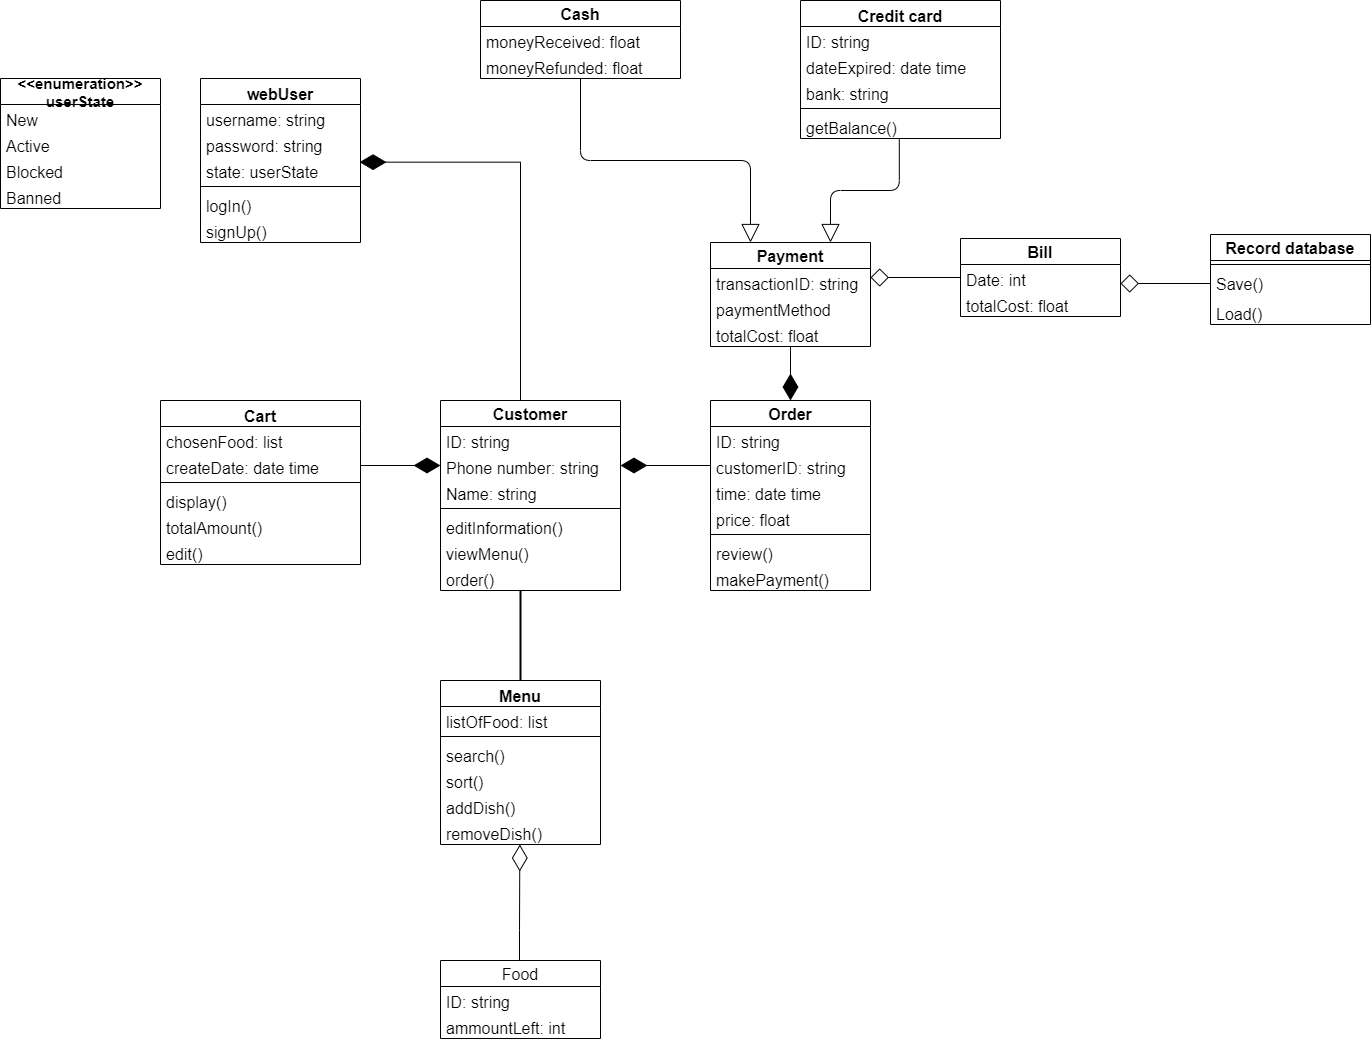 Cash
moneyReceived: float
moneyRefunded: float
Credit card
ID: string
dateExpired: date time
bank: string
getBalance()
<<enumeration>>
userState
New
Active
Blocked
Banned
webUser
username: string
password: string
state: userState
logIn()
signUp()
Payment
transactionID: string
paymentMethod
totalCost: float
Bill
Date: int
totalCost: float
Record database
Save()
Load()
Cart
chosenFood: list
createDate: date time
display()
totalAmount()
edit()
Customer
ID: string
Phone number: string
Name: string
editInformation()
viewMenu()
order()
Order
ID: string
customerID: string
time: date time
price: float
review()
makePayment()
Menu
listOfFood: list
search()
sort()
addDish()
removeDish()
Food
ID: string
ammountLeft: int